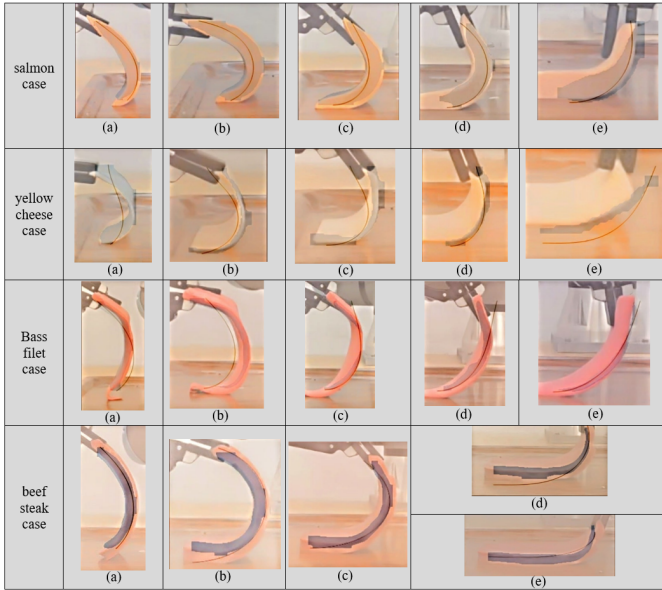 salmon
case
(a)
(b)
(c)
(d)
(e)
yellow
cheese
case
(a)
(b)
(c)
(d)
(e)
Bass
filet
case
(a)
(b)
(c)
(d)
(e)
beef
steak
case
(a)
(b)
(c)
(d)
(e)